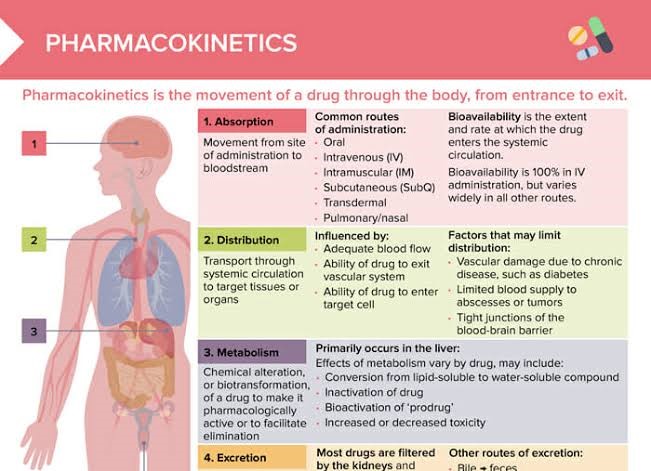 PHARMACOKINETICS
Pharmacokinetics is the movement of a drug through the body, from entrance to exit.
1
2
3
1. Absorption
Movement from site
of administration to
bloodstream
Common routes
of administration:
• Oral
• Intravenous (IV)
• Intramuscular (IM)
• Subcutaneous (SubQ)
• Transdermal
• Pulmonary/nasal
Bioavailability is the extent
and rate at which the drug
enters the systemic
circulation.
Bioavailability is 100% in IV
administration, but varies
widely in all other routes.
2. Distribution
Transport through
systemic circulation
to target tissues or
organs
Influenced by:
• Adequate blood flow
• Ability of drug to exit
vascular system
• Ability of drug to enter
target cell
Factors that may limit
distribution:
• Vascular damage due to chronic
disease, such as diabetes
• Limited blood supply to
abscesses or tumors
• Tight junctions of the
blood-brain barrier
3. Metabolism
Chemical alteration,
or biotransformation,
of a drug to make it
pharmacologically
active or to facilitate
elimination
Primarily occurs in the liver:
Effects of metabolism vary by drug, may include:
• Conversion from lipid-soluble to water-soluble compound
• Inactivation of drug
• Bioactivation of ‘prodrug’
• Increased or decreased toxicity
4. Excretion
Most drugs are filtered
by the kidneys and
Other routes of excretion:
• Bile → feces